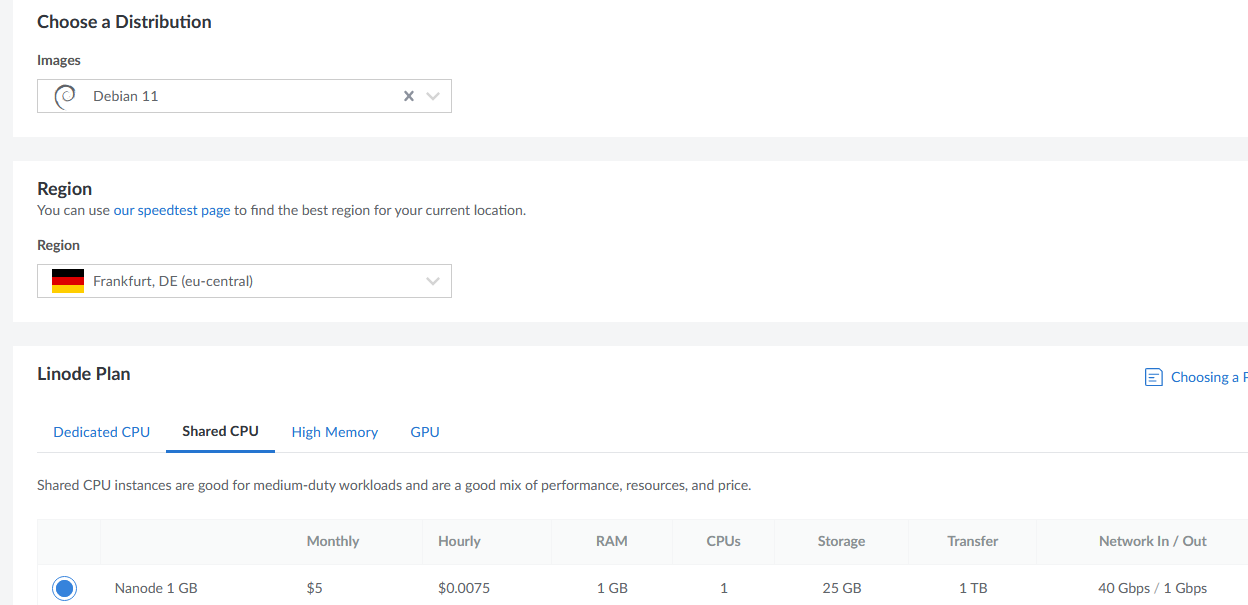 Choose a Distribution
Images
Debian 11
Region
You can use our speedtest page to find the best region for your current location.
Region
Frankfurt, DE (eu-central)
Linode Plan
Choosing a
Dedicated CPU Shared CPU High Memory GPU
Shared CPU instances are good for medium-duty workloads and are a good mix of performance, resources, and price.
Monthly Hourly RAM CPUs Storage Transfer Network In / Out
Nanode 1 GB $5 $0.0075 1 GB 1 25 GB 1 TB 40 Gbps / 1 Gbps